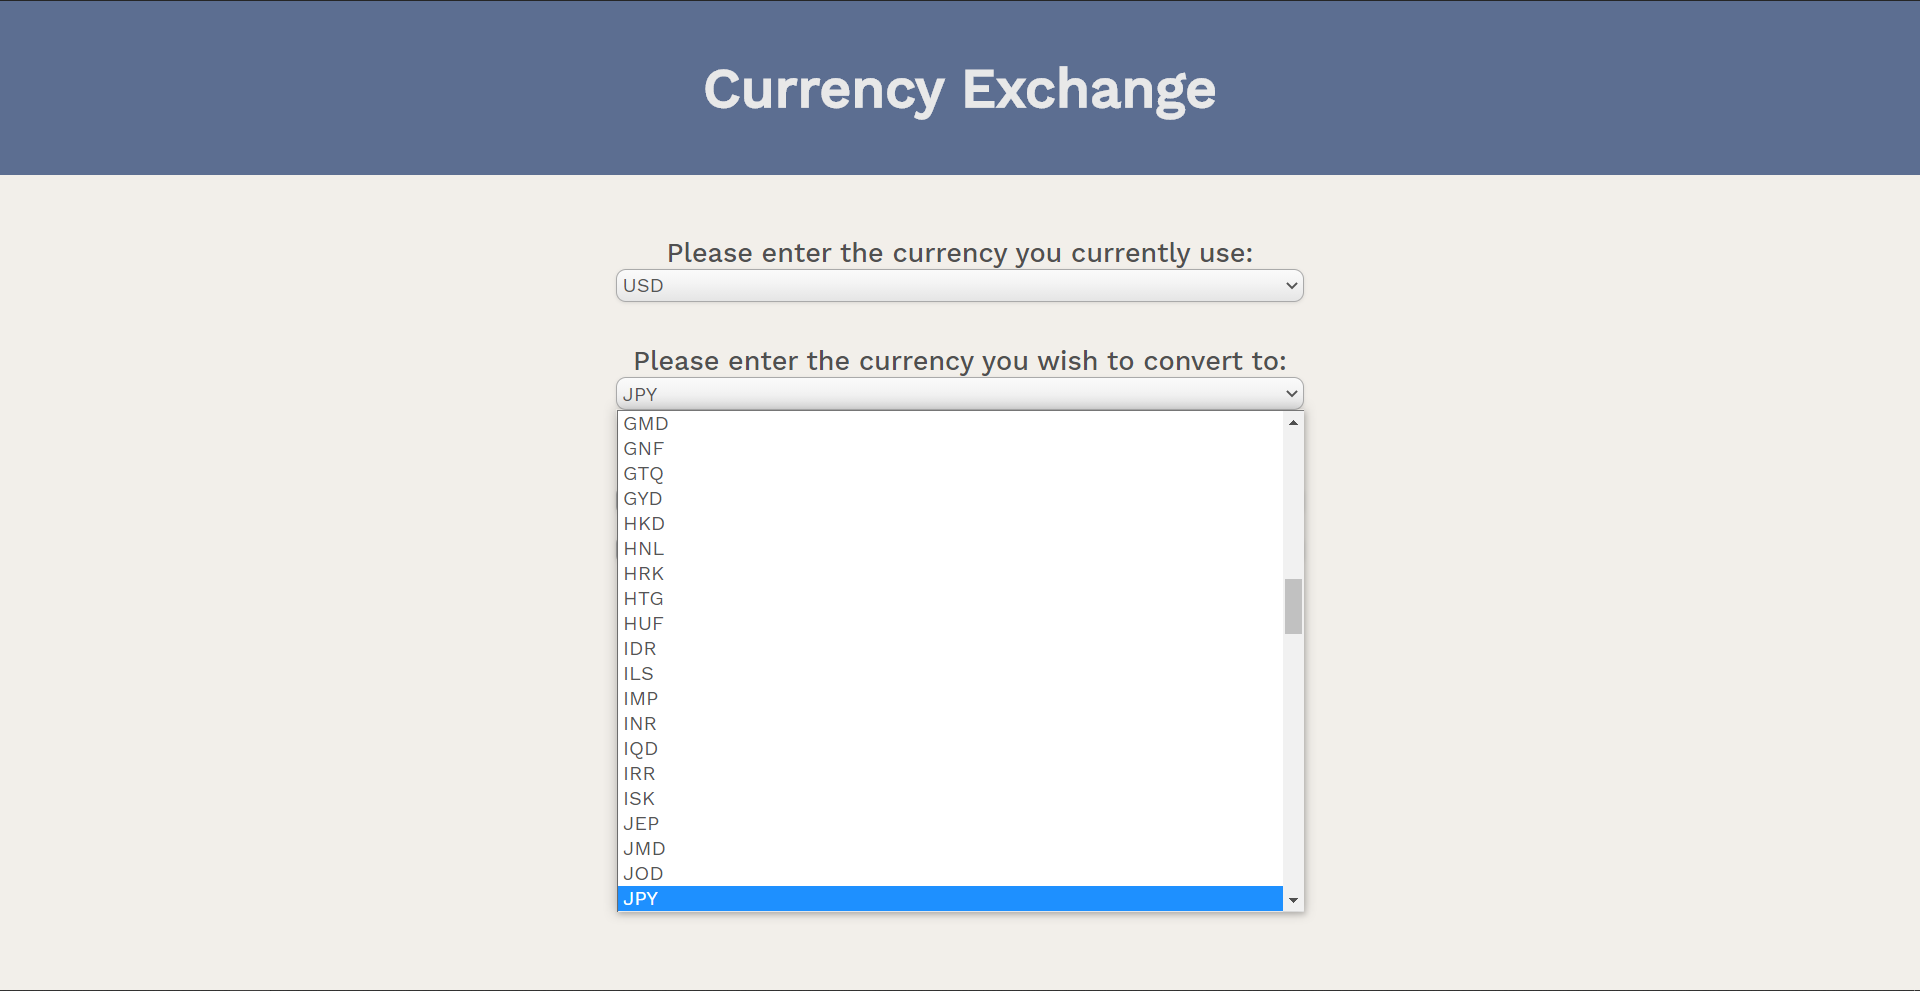 Currency Exchange
Please enter the currency you currently use:
USD
Please enter the currency you wish to convert to:
JPY
GMD
GNF
GTQ
GYD
HKD
HNL
HRK
HTG
HUF
IDR
ILS
IMP
INR
IQD
IRR
ISK
JEP
JMD
JOD
JPY